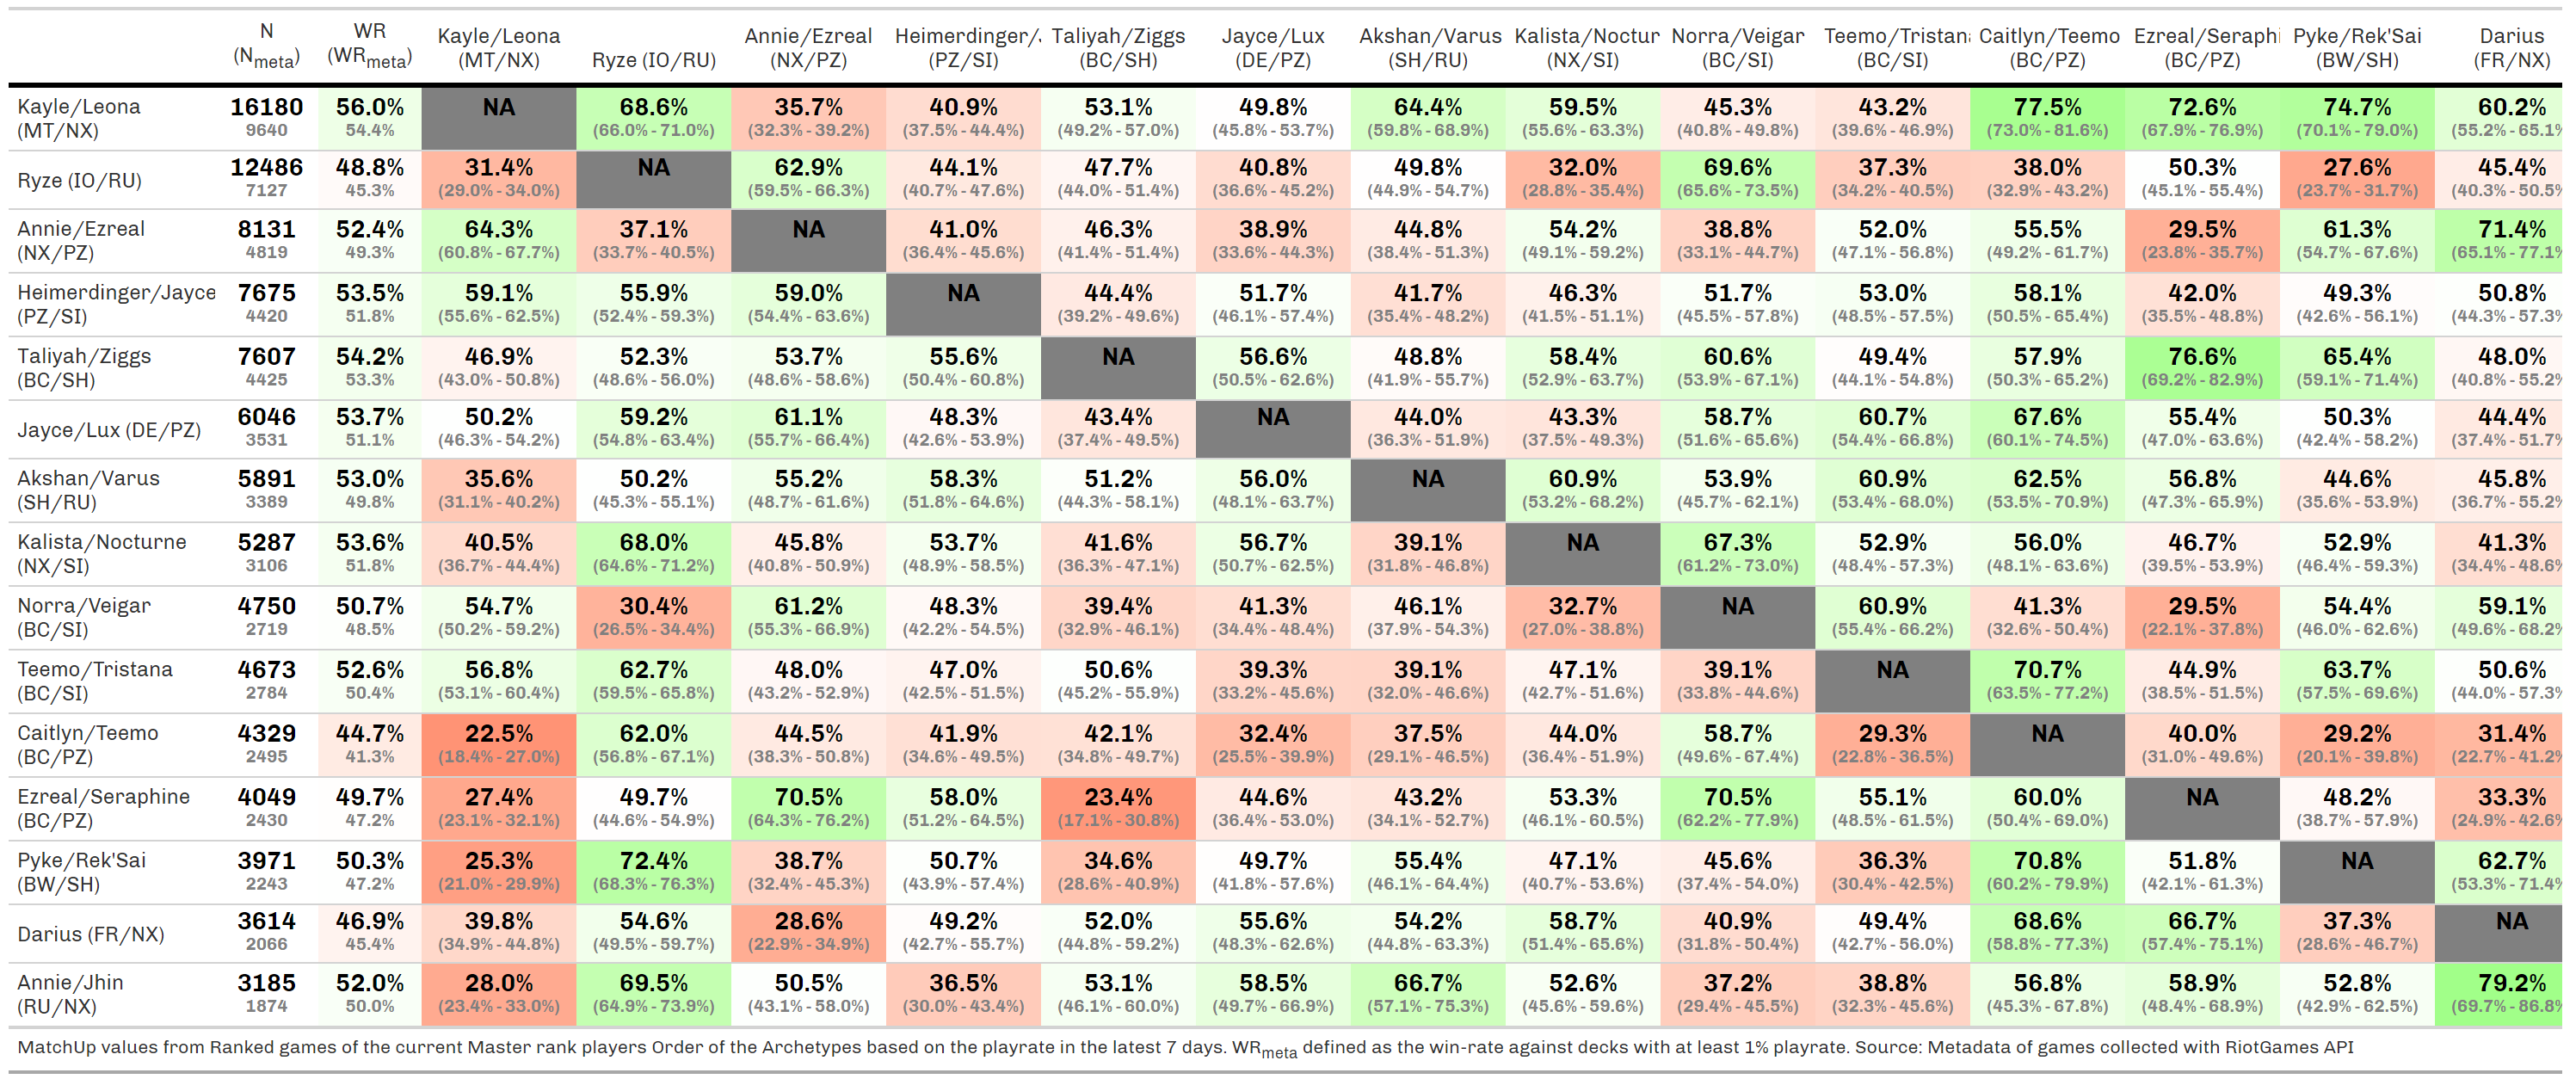 N WR Kayle/Leona Annie/Ezreal Heimerdinger/J Taliyah/Ziggs Jayce/Lux Akshan/Varus Kalista/Noctur Norra/Veigar Teemo/Tristana Caitlyn/Teemo Ezreal/Seraphi Pyke/Rek'Sai Darius
(Nmeta) (WRmeta) (MT/NX) Ryze (IO/RU) (NX/PZ) (PZ/SI) (BC/SH) (DE/PZ) (SH/RU) (NX/SI) (BC/SI) (BC/SI) (BC/PZ) (BC/PZ) (BW/SH) (FR/NX)
Kayle/Leona 16180 56.0% NA 68.6% 35.7% 40.9% 53.1% 49.8% 64.4% 59.5% 45.3% 43.2% 77.5% 72.6% 74.7% 60.2%
(MT/NX) 9640 54.4% (66.0% - 71.0%) (32.3% - 39.2%) (37.5% - 44.4%) (49.2% - 57.0%) (45.8% - 53.7%) (59.8% - 68.9%) (55.6% - 63.3%) (40.8% - 49.8%) (39.6% - 46.9%) (73.0% - 81.6%) (67.9% - 76.9%) (70.1% - 79.0%) (55.2% - 65.1%
Ryze (IO/RU) 12486 48.8% 31.4% NA 62.9% 44.1% 47.7% 40.8% 49.8% 32.0% 69.6% 37.3% 38.0% 50.3% 27.6% 45.4%
7127 45.3% (29.0% - 34.0%) (59.5% - 66.3%) (40.7% - 47.6%) (44.0% - 51.4%) (36.6% - 45.2%) (44.9% - 54.7%) (28.8% - 35.4%) (65.6% - 73.5%) (34.2% - 40.5%) (32.9% - 43.2%) (45.1% - 55.4%) (23.7% - 31.7%) (40.3% - 50.5%
Annie/Ezreal 8131 52.4% 64.3% 37.1% NA 41.0% 46.3% 38.9% 44.8% 54.2% 38.8% 52.0% 55.5% 29.5% 61.3% 71.4%
(NX/PZ) 4819 49.3% (60.8% - 67.7%) (33.7% - 40.5%) (36.4% - 45.6%) (41.4% - 51.4%) (33.6% - 44.3%) (38.4% - 51.3%) (49.1% - 59.2%) (33.1% - 44.7%) (47.1% - 56.8%) (49.2% - 61.7%) (23.8% - 35.7%) (54.7% - 67.6%) (65.1% - 77.1%
Heimerdinger/Jayce 7675 53.5% 59.1% 55.9% 59.0% NA 44.4% 51.7% 41.7% 46.3% 51.7% 53.0% 58.1% 42.0% 49.3% 50.8%
(PZ/SI) 4420 51.8% (55.6% - 62.5%) (52.4% - 59.3%) (54.4% - 63.6%) (39.2% - 49.6%) (46.1% - 57.4%) (35.4% - 48.2%) (41.5% - 51.1%) (45.5% - 57.8%) (48.5% - 57.5%) (50.5% - 65.4%) (35.5% - 48.8%) (42.6% - 56.1%) (44.3% - 57.3%
Taliyah/Ziggs 7607 54.2% 46.9% 52.3% 53.7% 55.6% NA 56.6% 48.8% 58.4% 60.6% 49.4% 57.9% 76.6% 65.4% 48.0%
(BC/SH) 4425 53.3% (43.0% - 50.8%) (48.6% - 56.0%) (48.6% - 58.6%) (50.4% - 60.8%) (50.5% - 62.6%) (41.9% - 55.7%) (52.9% - 63.7%) (53.9% - 67.1%) (44.1% - 54.8%) (50.3% - 65.2%) (69.2% - 82.9%) (59.1% - 71.4%) (40.8% - 55.2%
Jayce/Lux (DE/PZ) 6046 53.7% 50.2% 59.2% 61.1% 48.3% 43.4% NA 44.0% 43.3% 58.7% 60.7% 67.6% 55.4% 50.3% 44.4%
3531 51.1% (46.3% - 54.2%) (54.8% - 63.4%) (55.7% - 66.4%) (42.6% - 53.9%) (37.4% - 49.5%) (36.3% - 51.9%) (37.5% - 49.3%) (51.6% - 65.6%) (54.4% - 66.8%) (60.1% - 74.5%) (47.0% - 63.6%) (42.4% - 58.2%) (37.4% - 51.7%
Akshan/Varus 5891 53.0% 35.6% 50.2% 55.2% 58.3% 51.2% 56.0% NA 60.9% 53.9% 60.9% 62.5% 56.8% 44.6% 45.8%
(SH/RU) 3389 49.8% (31.1% - 40.2%) (45.3% - 55.1%) (48.7% - 61.6%) (51.8% - 64.6%) (44.3% - 58.1%) (48.1% - 63.7%) (53.2% - 68.2%) (45.7% - 62.1%) (53.4% - 68.0%) (53.5% - 70.9%) (47.3% - 65.9%) (35.6% - 53.9%) (36.7% - 55.2%
Kalista/Nocturne 5287 53.6% 40.5% 68.0% 45.8% 53.7% 41.6% 56.7% 39.1% NA 67.3% 52.9% 56.0% 46.7% 52.9% 41.3%
(NX/SI) 3106 51.8% (36.7% - 44.4%) (64.6% - 71.2%) (40.8% - 50.9%) (48.9% - 58.5%) (36.3% - 47.1%) (50.7% - 62.5%) (31.8% - 46.8%) (61.2% - 73.0%) (48.4% - 57.3%) (48.1% - 63.6%) (39.5% - 53.9%) (46.4% - 59.3%) (34.4% - 48.6%
Norra/Veigar 4750 50.7% 54.7% 30.4% 61.2% 48.3% 39.4% 41.3% 46.1% 32.7% NA 60.9% 41.3% 29.5% 54.4% 59.1%
(BC/SI) 2719 48.5% (50.2% - 59.2%) (26.5% - 34.4%) (55.3% - 66.9%) (42.2% - 54.5%) (32.9% - 46.1%) (34.4% - 48.4%) (37.9% - 54.3%) (27.0% - 38.8%) (55.4% - 66.2%) (32.6% - 50.4%) (22.1% - 37.8%) (46.0% - 62.6%) (49.6% - 68.2%
Teemo/Tristana 4673 52.6% 56.8% 62.7% 48.0% 47.0% 50.6% 39.3% 39.1% 47.1% 39.1% NA 70.7% 44.9% 63.7% 50.6%
(BC/SI) 2784 50.4% (53.1% - 60.4%) (59.5% - 65.8%) (43.2% - 52.9%) (42.5% - 51.5%) (45.2% - 55.9%) (33.2% - 45.6%) (32.0% - 46.6%) (42.7% - 51.6%) (33.8% - 44.6%) (63.5% - 77.2%) (38.5% - 51.5%) (57.5% - 69.6%) (44.0% - 57.3%
Caitlyn/Teemo 4329 44.7% 22.5% 62.0% 44.5% 41.9% 42.1% 32.4% 37.5% 44.0% 58.7% 29.3% NA 40.0% 29.2% 31.4%
(BC/PZ) 2495 41.3% (18.4% - 27.0%) (56.8% - 67.1%) (38.3% - 50.8%) (34.6% - 49.5%) (34.8% - 49.7%) (25.5% - 39.9%) (29.1% - 46.5%) (36.4% - 51.9%) (49.6% - 67.4%) (22.8% - 36.5%) (31.0% - 49.6%) (20.1% - 39.8%) (22.7% - 41.2%
Ezreal/Seraphine 4049 49.7% 27.4% 49.7% 70.5% 58.0% 23.4% 44.6% 43.2% 53.3% 70.5% 55.1% 60.0% NA 48.2% 33.3%
(BC/PZ) 2430 47.2% (23.1% - 32.1%) (44.6% - 54.9%) (64.3% - 76.2%) (51.2% - 64.5%) (17.1% - 30.8%) (36.4% - 53.0%) (34.1% - 52.7%) (46.1% - 60.5%) (62.2% - 77.9%) (48.5% - 61.5%) (50.4% - 69.0%) (38.7% - 57.9%) (24.9% - 42.6%
Pyke/Rek'Sai 3971 50.3% 25.3% 72.4% 38.7% 50.7% 34.6% 49.7% 55.4% 47.1% 45.6% 36.3% 70.8% 51.8% NA 62.7%
(BW/SH) 2243 47.2% (21.0% - 29.9%) (68.3% - 76.3%) (32.4% - 45.3%) (43.9% - 57.4%) (28.6% - 40.9%) (41.8% - 57.6%) (46.1% - 64.4%) (40.7% - 53.6%) (37.4% - 54.0%) (30.4% - 42.5%) (60.2% - 79.9%) (42.1% - 61.3%) (53.3% - 71.4%
Darius (FR/NX) 3614 46.9% 39.8% 54.6% 28.6% 49.2% 52.0% 55.6% 54.2% 58.7% 40.9% 49.4% 68.6% 66.7% 37.3% NA
2066 45.4% (34.9% - 44.8%) (49.5% - 59.7%) (22.9% - 34.9%) (42.7% - 55.7%) (44.8% - 59.2%) (48.3% - 62.6%) (44.8% - 63.3%) (51.4% - 65.6%) (31.8% - 50.4%) (42.7% - 56.0%) (58.8% - 77.3%) (57.4% - 75.1%) (28.6% - 46.7%)
Annie/Jhin 3185 52.0% 28.0% 69.5% 50.5% 36.5% 53.1% 58.5% 66.7% 52.6% 37.2% 38.8% 56.8% 58.9% 52.8% 79.2%
(RU/NX) 1874 50.0% (23.4% - 33.0%) (64.9% - 73.9%) (43.1% - 58.0%) (30.0% - 43.4%) (46.1% - 60.0%) (49.7% - 66.9%) (57.1% - 75.3%) (45.6% - 59.6%) (29.4% - 45.5%) (32.3% - 45.6%) (45.3% - 67.8%) (48.4% - 68.9%) (42.9% - 62.5%) (69.7% - 86.8%
MatchUp values from Ranked games of the current Master rank players Order of the Archetypes based on the playrate in the latest 7 days. WRmeta defined as the win-rate against decks with at least 1% playrate. Source: Metadata of games collected with RiotGames API